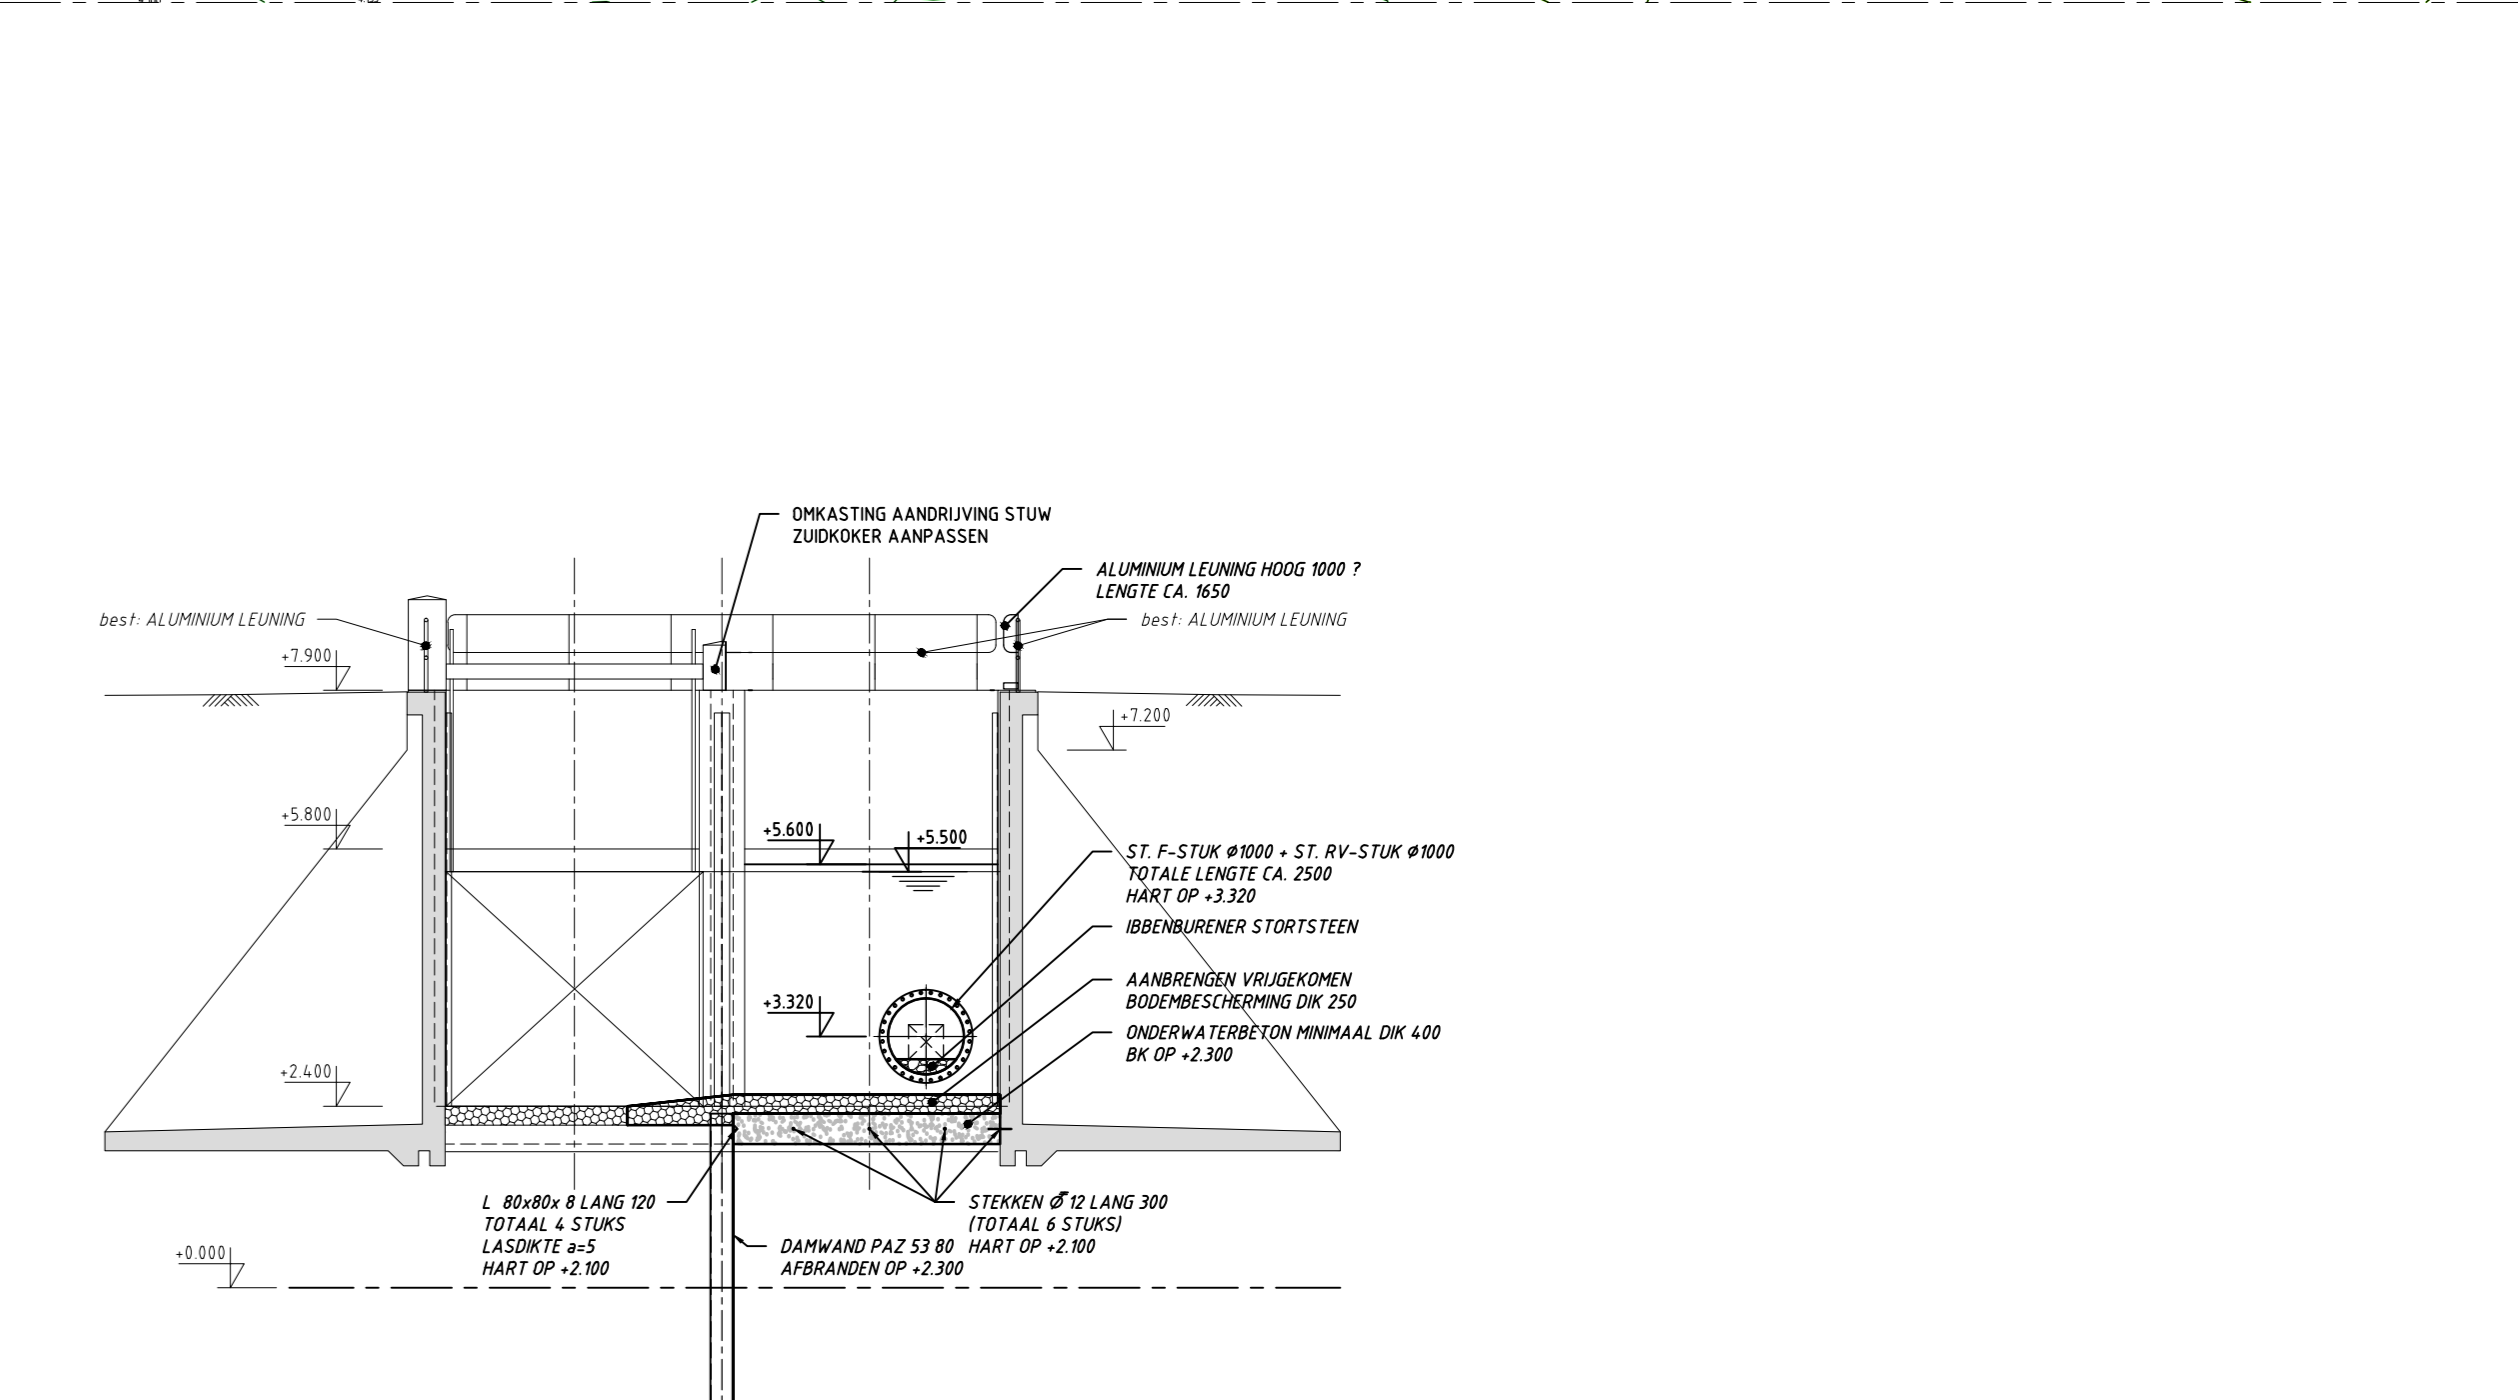 OMKASTING AANDRIJVING STUW
ZUIDKOKER AANPASSEN
ALUMINIUM LEUNING HOOG 1000 ?
LENGTE CA. 1650
best: ALUMINIUM LEUNING
best: ALUMINIUM LEUNING
+7.900
+7.200
+5.800
+5.600
+5.500
ST. F-STUK Ø1000 + ST. RV-STUK Ø1000
TOTALE LENGTE CA. 2500
HART OP +3.320
IBBENBURENER STORTSTEEN
AANBRENGEN VRIJGEKOMEN
BODEMBESCHERMING DIK 250
+3.320
ONDERWATERBETON MINIMAAL DIK 400
BK OP +2.300
+2.400
L 80x80x 8 LANG 120
TOTAAL 4 STUKS
LASDIKTE a=5
HART OP +2.100
STEKKEN Ø 12 LANG 300
(TOTAAL 6 STUKS)
HART OP +2.100
DAMWAND PAZ 53 80
AFBRANDEN OP +2.300
+0.000